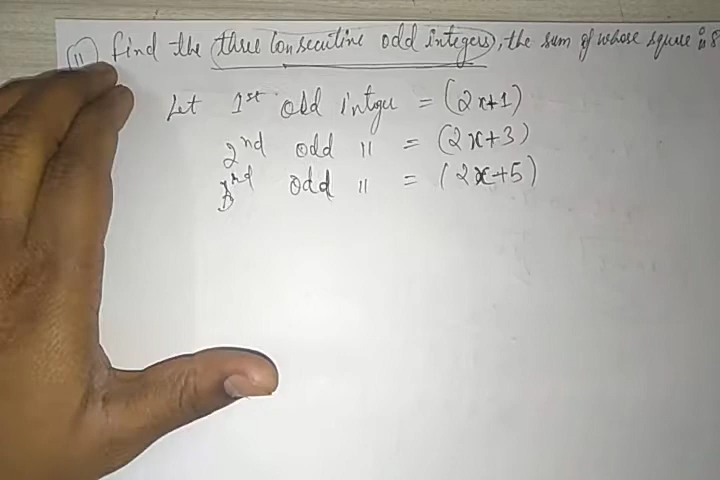 11 find the three Consecutive odd integers, the sum of whose square is 8
Let 1st odd integer = (2x+1)
2nd odd 〃 = (2x+3)
3rd odd 〃 = (2x+5)